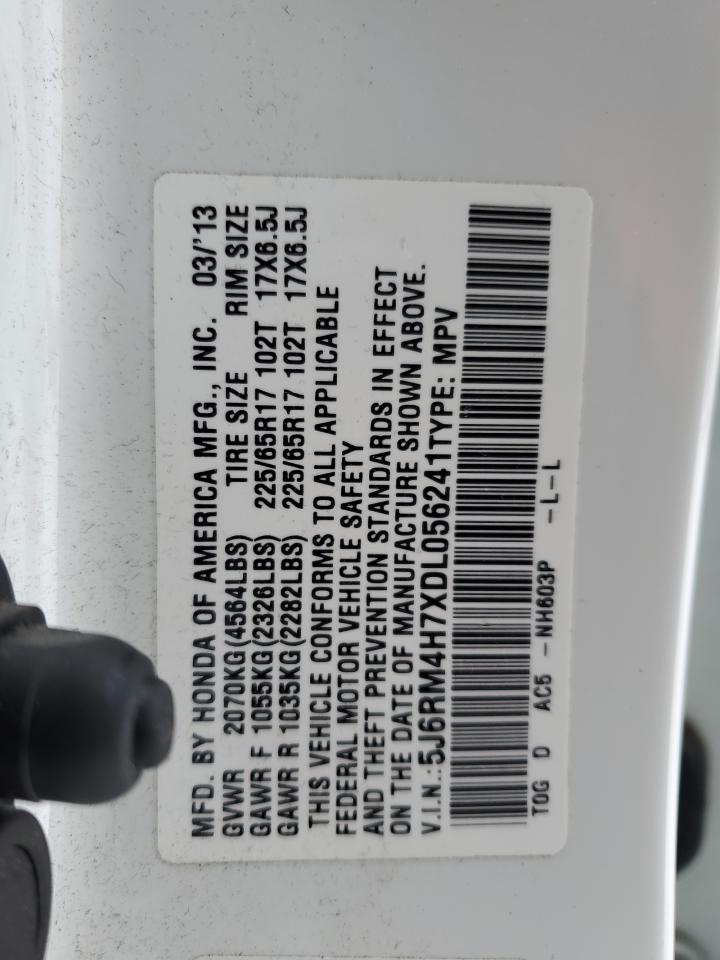 MFD. BY HONDA OF AMERICA MFG., INC. 03/'13
GVWR 2070KG(4564LBS) TIRE SIZE RIM SIZE
GAWR F 1055KG(2326LBS) 225/65R17 102T 17X6.5J
GAWR R 1035KG(2282LBS) 225/65R17 102T 17X6.5J
THIS VEHICLE CONFORMS TO ALL APPLICABLE
FEDERAL MOTOR VEHICLE SAFETY
AND THEFT PREVENTION STANDARDS IN EFFECT
ON THE DATE OF MANUFACTURE SHOWN ABOVE.
V.I.N.:5J6RM4H7XDL056241TYPE: MPV
T0G D AC5 -NH603P -L-L